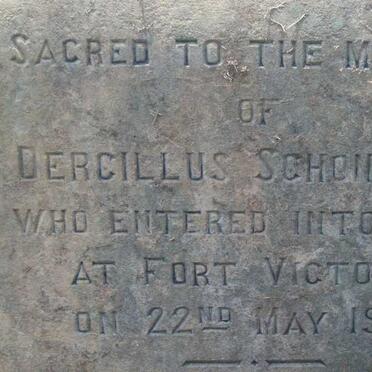 SACRED TO THE M
OF
DERCILLUS SCHON
WHO ENTERED INTO
AT FORT VICTO
ON 22ND MAY 19